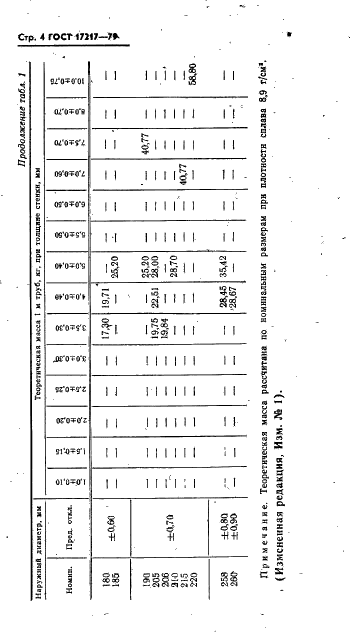 Стр. 4 ГОСТ 17217—79
Продолжение табл. 1
Наружный диаметр, мм | Теоретическая масса 1 м труб, кг, при толщине стенки, мм
Номин. | Пред. откл. | 1,0±0,10 | 1,5±0,15 | 2,0±0,20 | 2,5±0,25 | 3,0±0,30 | 3,5±0,30 | 4,0±0,40 | 5,0±0,40 | 5,5±0,50 | 6,0±0,50 | 7,0±0,60 | 7,5±0,70 | 8,0±0,70 | 10,0±0,75
180 | ±0,60 | — | — | — | — | — | 17,30 | 19,71 | — | — | — | — | — | — | —
185 | — | — | — | — | — | — | — | 25,20 | — | — | — | — | — | —
190 | ±0,70 | — | — | — | — | — | — | — | 25,20 | — | — | — | 40,77 | — | —
205 | — | — | — | — | — | 19,75 | 22,51 | 28,00 | — | — | — | — | — | —
206 | — | — | — | — | — | 19,84 | — | — | — | — | — | — | — | —
210 | — | — | — | — | — | — | — | 28,70 | — | — | — | — | — | —
215 | — | — | — | — | — | — | — | — | — | — | 40,77 | — | — | —
220 | — | — | — | — | — | — | — | — | — | — | — | — | — | 58,80
258 | ±0,80 | — | — | — | — | — | — | 28,45 | 35,42 | — | — | — | — | — | —
260 | ±0,90 | — | — | — | — | — | — | 28,67 | — | — | — | — | — | — | —
Примечание. Теоретическая масса рассчитана по номинальным размерам при плотности сплава 8,9 г/см³.
(Измененная редакция, Изм. № 1).